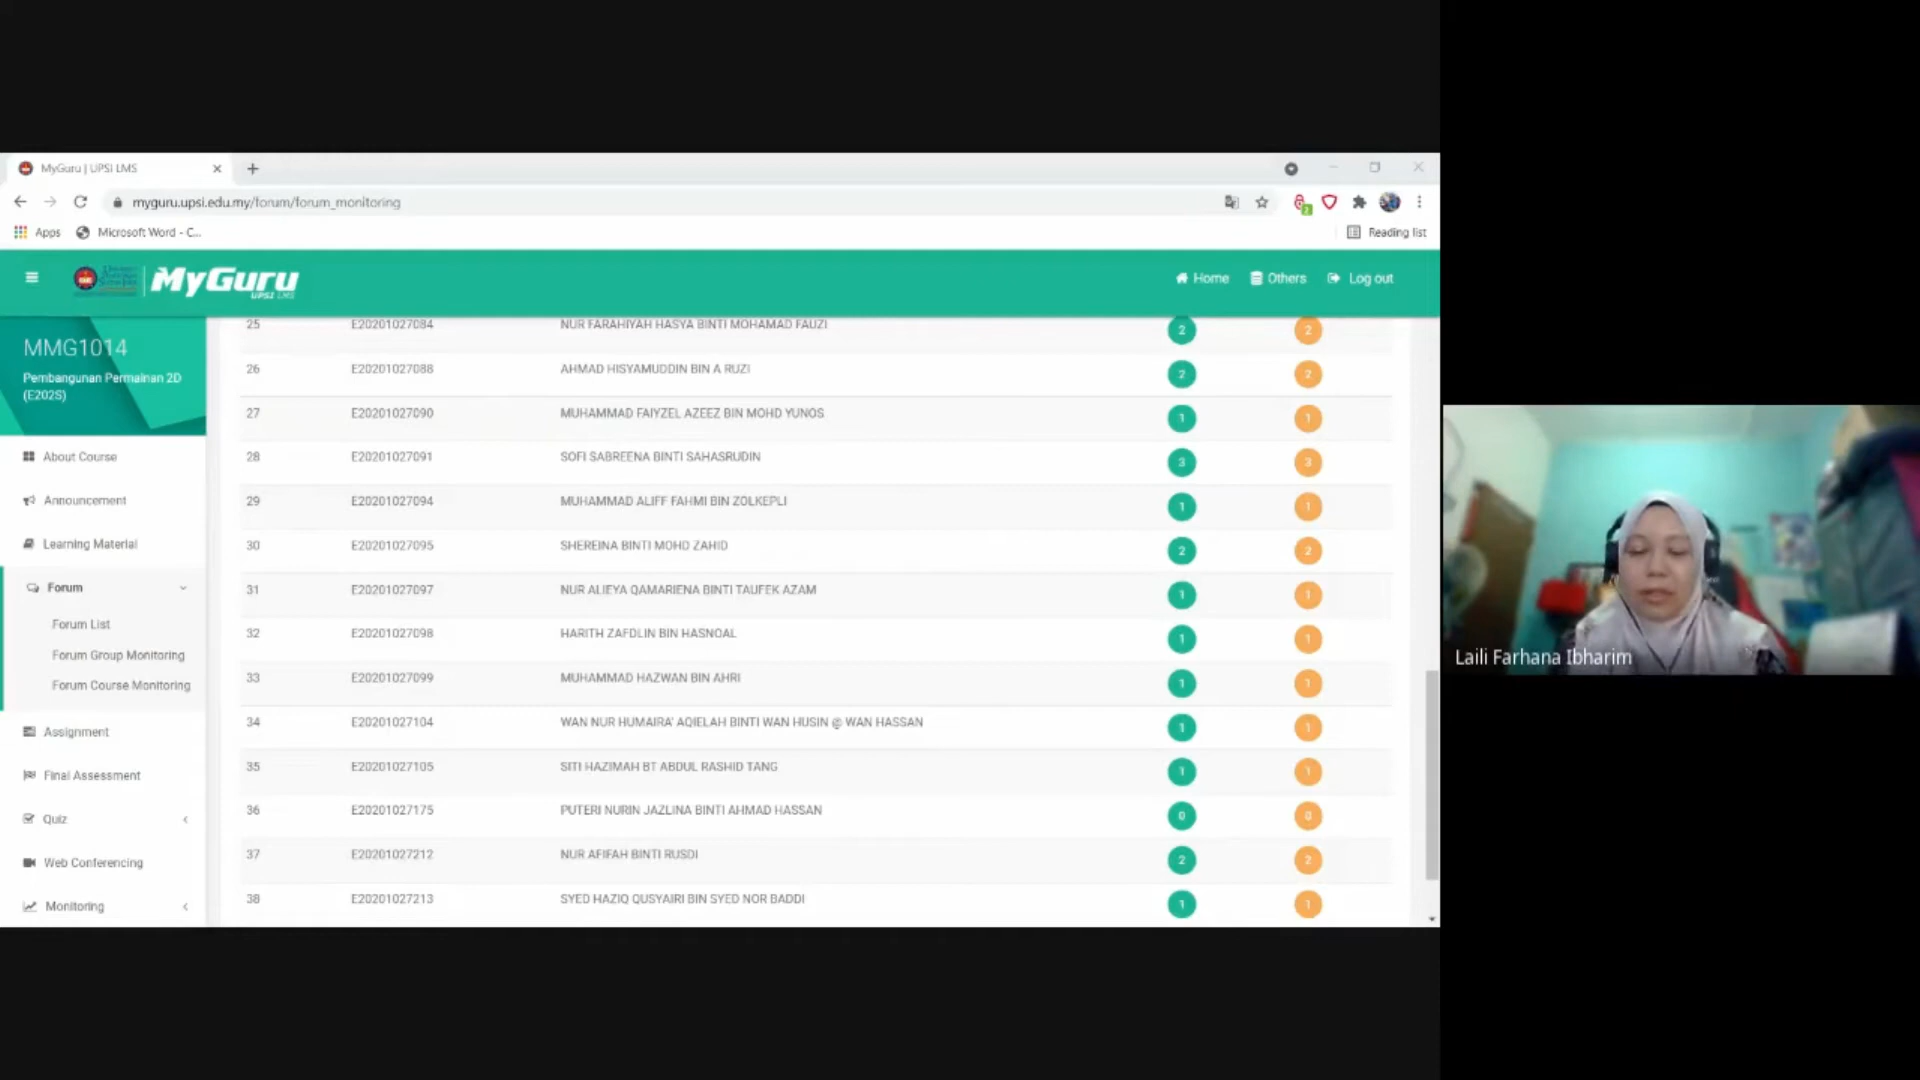 MyGuru | UPSI LMS
myguru.upsi.edu.my/forum/forum_monitoring
Apps
Microsoft Word - C...
Reading list
MyGuru
UPSI LMS
Home
Others
Log out
MMG1014
Pembangunan Permainan 2D
(E202S)
About Course
Announcement
Learning Material
Forum
Forum List
Forum Group Monitoring
Forum Course Monitoring
Assignment
Final Assessment
Quiz
Web Conferencing
Monitoring
25 E20201027084 NUR FARAHIYAH HASYA BINTI MOHAMAD FAUZI 2 2
26 E20201027088 AHMAD HISYAMUDDIN BIN A RUZI 2 2
27 E20201027090 MUHAMMAD FAIYZEL AZEEZ BIN MOHD YUNOS 1 1
28 E20201027091 SOFI SABREENA BINTI SAHASRUDIN 3 3
29 E20201027094 MUHAMMAD ALIFF FAHMI BIN ZOLKEPLI 1 1
30 E20201027095 SHEREINA BINTI MOHD ZAHID 2 2
31 E20201027097 NUR ALIEYA QAMARIENA BINTI TAUFEK AZAM 1 1
32 E20201027098 HARITH ZAFDLIN BIN HASNOAL 1 1
33 E20201027099 MUHAMMAD HAZWAN BIN AHRI 1 1
34 E20201027104 WAN NUR HUMAIRA' AQIELAH BINTI WAN HUSIN @ WAN HASSAN 1 1
35 E20201027105 SITI HAZIMAH BT ABDUL RASHID TANG 1 1
36 E20201027175 PUTERI NURIN JAZLINA BINTI AHMAD HASSAN 0 0
37 E20201027212 NUR AFIFAH BINTI RUSDI 2 2
38 E20201027213 SYED HAZIQ QUSYAIRI BIN SYED NOR BADDI 1 1
Laili Farhana Ibharim